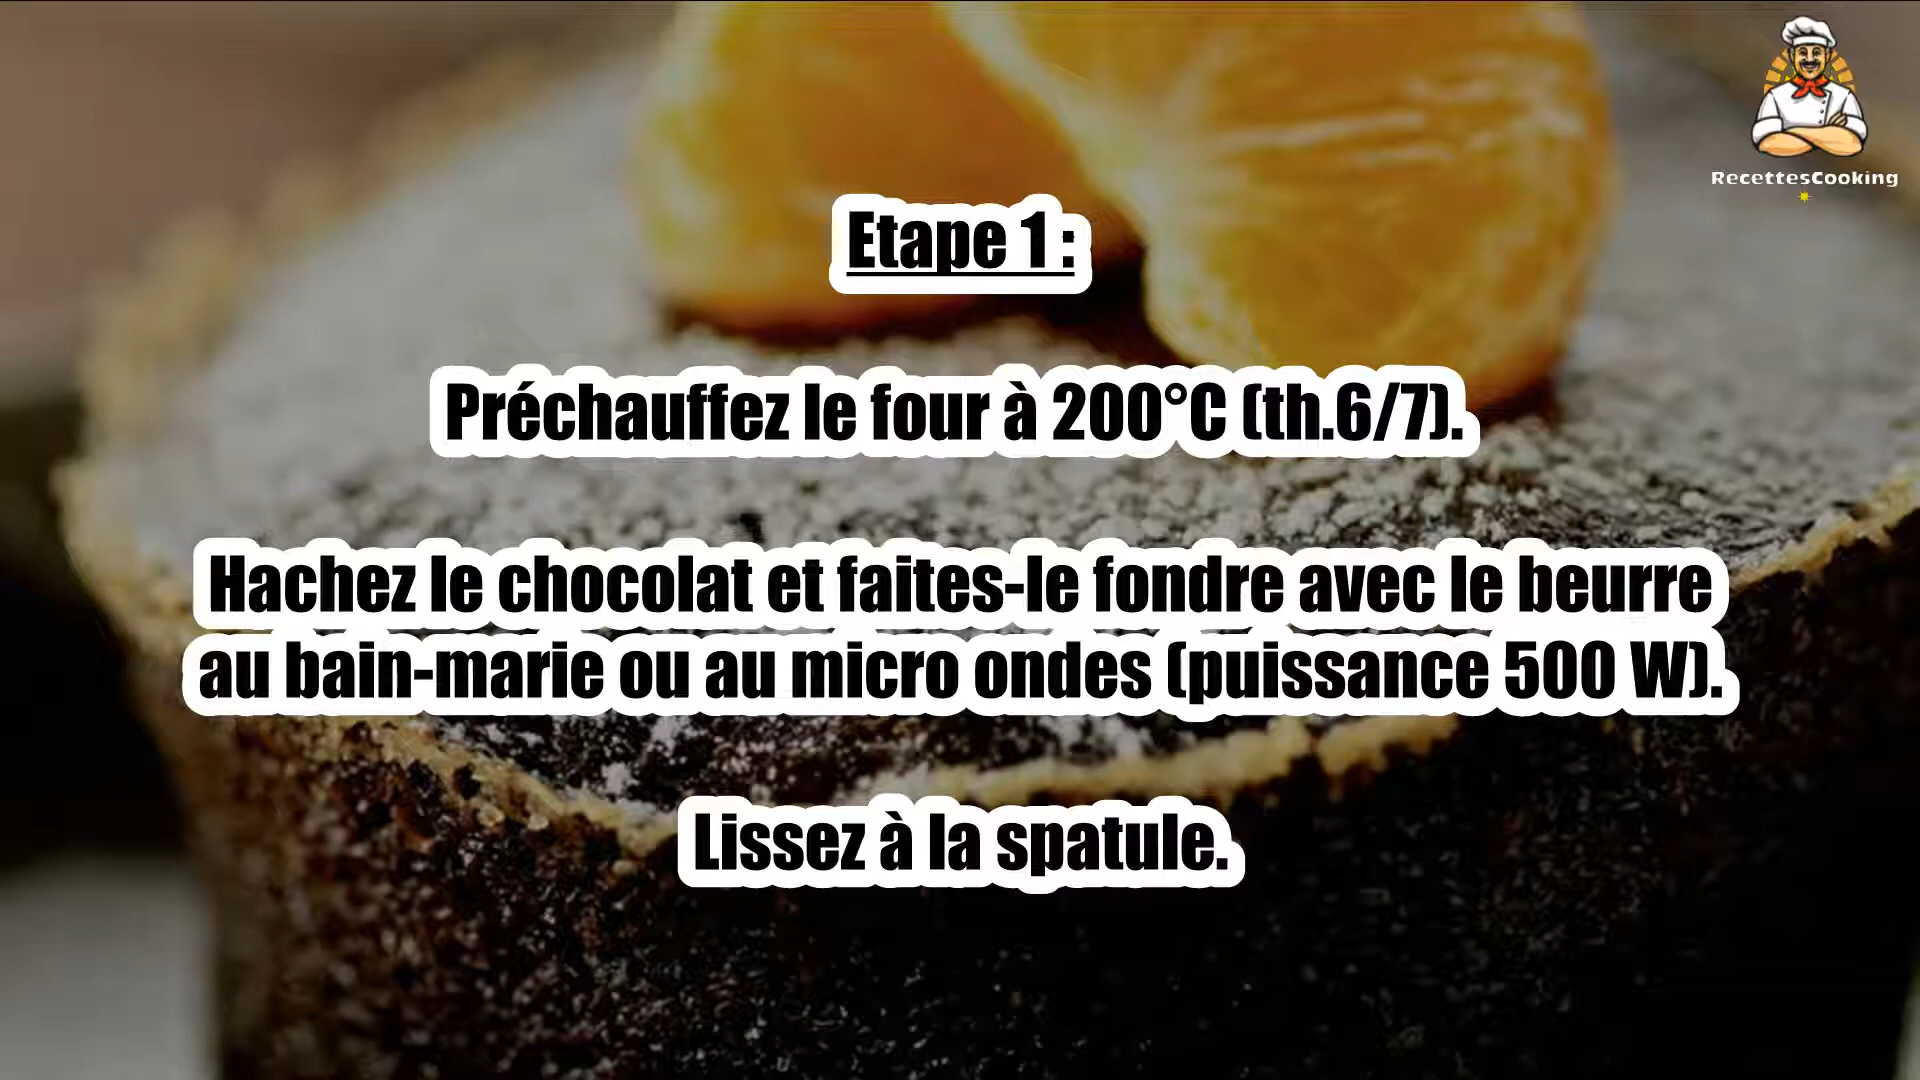 RecettesCooking
Etape 1 :
Préchauffez le four à 200°C (th.6/7).
Hachez le chocolat et faites-le fondre avec le beurre
au bain-marie ou au micro ondes (puissance 500 W).
Lissez à la spatule.